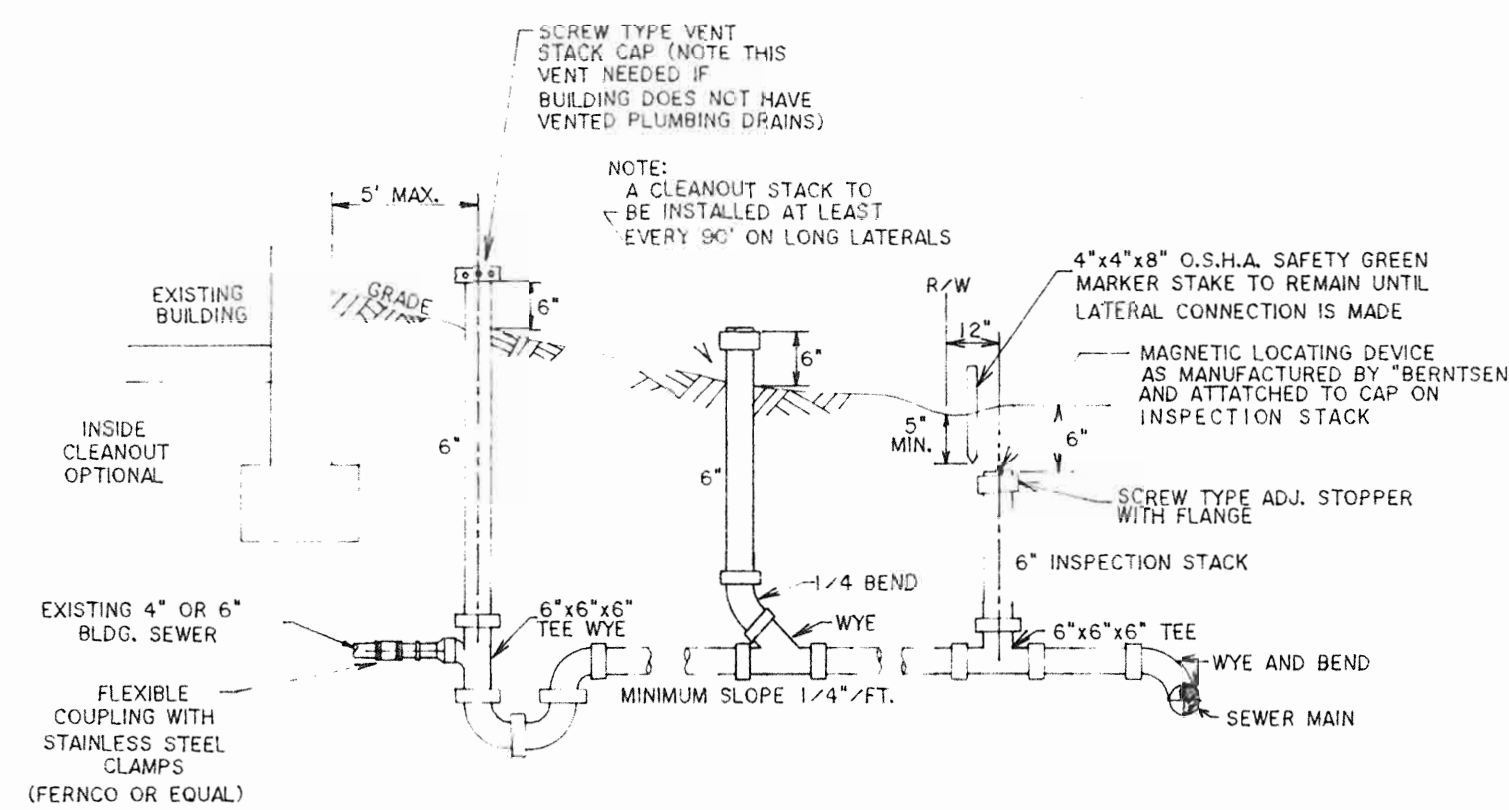 SCREW TYPE VENT
STACK CAP (NOTE THIS
VENT NEEDED IF
BUILDING DOES NOT HAVE
VENTED PLUMBING DRAINS)
NOTE:
A CLEANOUT STACK TO
BE INSTALLED AT LEAST
EVERY 90' ON LONG LATERALS
5' MAX.
4"x4"x8" O.S.H.A. SAFETY GREEN
MARKER STAKE TO REMAIN UNTIL
LATERAL CONNECTION IS MADE
R/W
12"
EXISTING
BUILDING
GRADE
6"
6"
MAGNETIC LOCATING DEVICE
AS MANUFACTURED BY "BERNTSEN
AND ATTATCHED TO CAP ON
INSPECTION STACK
INSIDE
CLEANOUT
OPTIONAL
6"
6"
5"
MIN.
6"
SCREW TYPE ADJ. STOPPER
WITH FLANGE
6" INSPECTION STACK
1/4 BEND
EXISTING 4" OR 6"
BLDG. SEWER
6"x6"x6"
TEE WYE
WYE
6"x6"x6" TEE
WYE AND BEND
SEWER MAIN
MINIMUM SLOPE 1/4"/FT.
FLEXIBLE
COUPLING WITH
STAINLESS STEEL
CLAMPS
(FERNCO OR EQUAL)